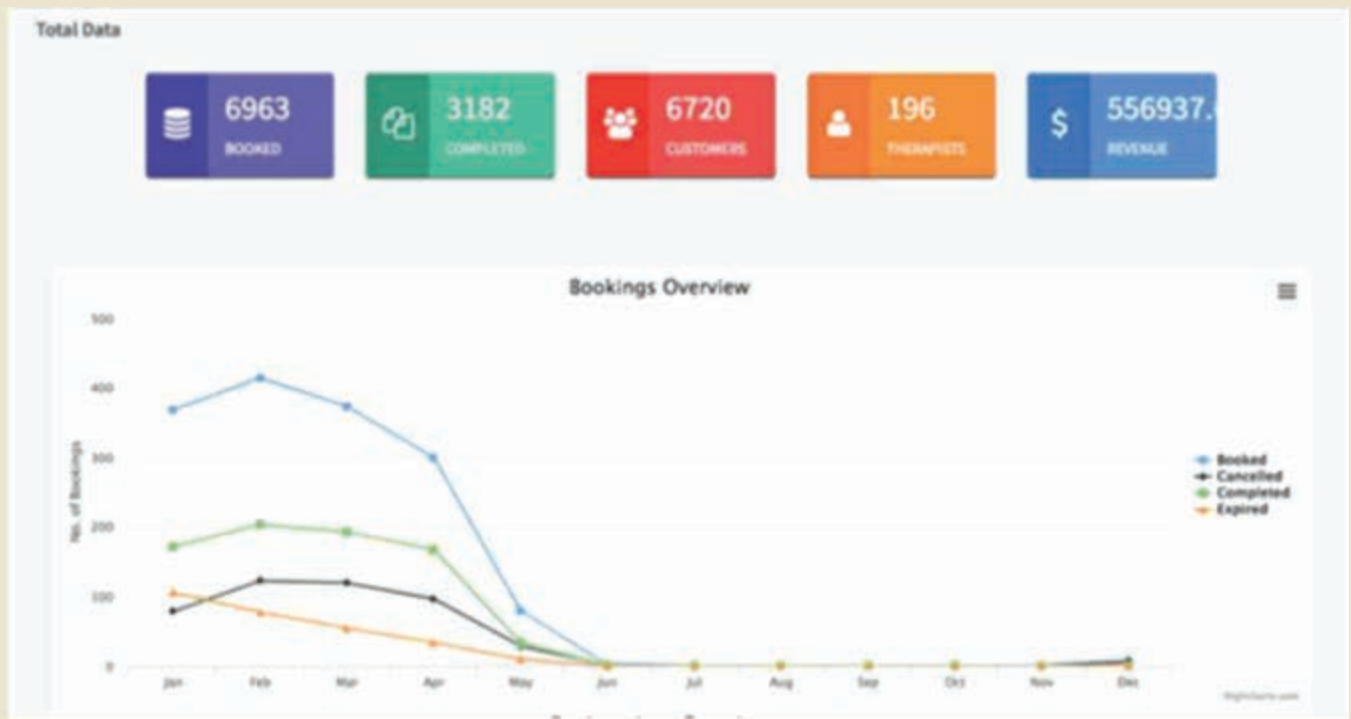 Total Data
6963
BOOKED
3182
COMPLETED
6720
CUSTOMERS
196
THERAPISTS
556937.
REVENUE
Bookings Overview
500
400
300
200
100
0
No. of Bookings
Jan Feb Mar Apr May Jun Jul Aug Sep Oct Nov Dec
Booked
Cancelled
Completed
Expired